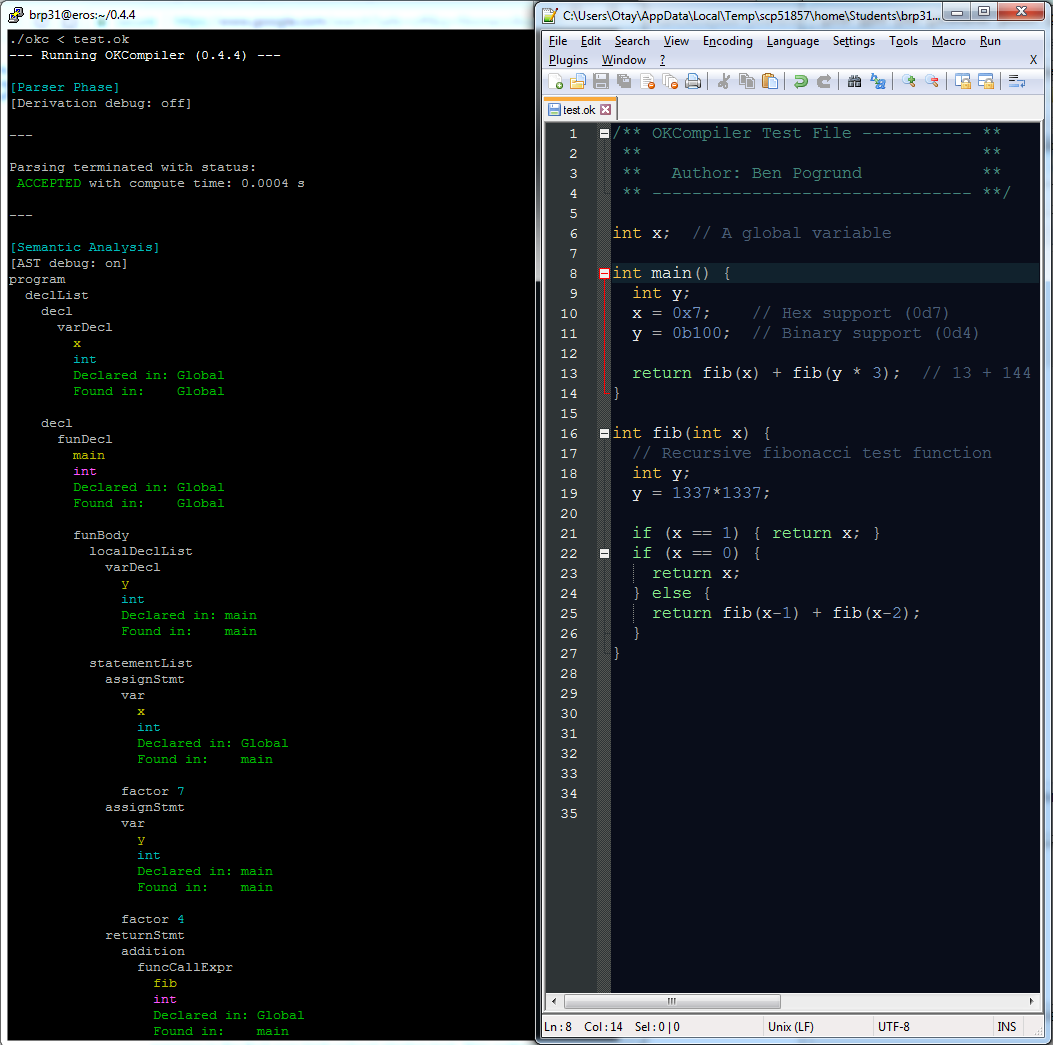 brp31@eros:~/0.4.4
./okc < test.ok
--- Running OKCompiler (0.4.4) ---
[Parser Phase]
[Derivation debug: off]
---
Parsing terminated with status:
ACCEPTED with compute time: 0.0004 s
---
[Semantic Analysis]
[AST debug: on]
program
declList
decl
varDecl
x
int
Declared in: Global
Found in: Global
decl
funDecl
main
int
Declared in: Global
Found in: Global
funBody
localDeclList
varDecl
y
int
Declared in: main
Found in: main
statementList
assignStmt
var
x
int
Declared in: Global
Found in: main
factor 7
assignStmt
var
y
int
Declared in: main
Found in: main
factor 4
returnStmt
addition
funcCallExpr
fib
int
Declared in: Global
Found in: main
C:\Users\Otay\AppData\Local\Temp\scp51857\home\Students\brp31...
File Edit Search View Encoding Language Settings Tools Macro Run
Plugins Window ? X
test.ok
1 /** OKCompiler Test File ----------- **
2 ** **
3 ** Author: Ben Pogrund **
4 ** -------------------------------- **/
5
6 int x; // A global variable
7
8 int main() {
9 int y;
10 x = 0x7; // Hex support (0d7)
11 y = 0b100; // Binary support (0d4)
12
13 return fib(x) + fib(y * 3); // 13 + 144
14 }
15
16 int fib(int x) {
17 // Recursive fibonacci test function
18 int y;
19 y = 1337*1337;
20
21 if (x == 1) { return x; }
22 if (x == 0) {
23 return x;
24 } else {
25 return fib(x-1) + fib(x-2);
26 }
27 }
28
29
30
31
32
33
34
35
Ln : 8 Col : 14 Sel : 0 | 0 Unix (LF) UTF-8 INS